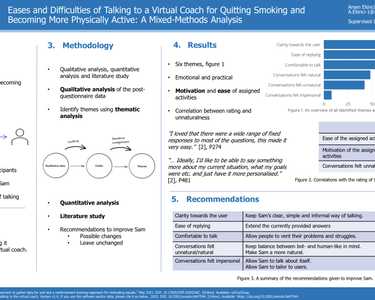 Eases and Difficulties of Talking to a Virtual Coach for Quitting Smoking and
Becoming More Physically Active: A Mixed-Methods Analysis
Supervised
ecoming
cipants
Sam
f talking
ng it
virtual coach.
3. Methodology
• Qualitative analysis, quantitative
analysis and literature study
• Qualitative analysis of the post-
questionnaire data
• Identify themes using thematic
analysis
Codes
Themes
• Quantitative analysis
• Literature study
• Recommendations to improve Sam
• Possible changes
• Leave unchanged
4. Results
• Six themes, figure 1
• Emotional and practical
• Motivation and ease of assigned
activities
• Correlation between rating and
unnaturalness
"I loved that there were a wide range of fixed
responses to most of the questions, this made it
very easy." [2], P274
"... Ideally, I'd like to be able to say something
more about my current situation, what my goals
were etc. and just have it more personalised."
[2], P481
Clarity towards the user
Ease of replying
Comfortable to talk
Conversations felt natural
Conversations felt unnatural
Conversations felt impersonal
0
25
50
Figure 1. An overview of all identified themes a
Ease of the assigned a
Motivation of the assig
activities
Conversations felt unna
Figure 2. Correlations with the rating of
5. Recommendations
Clarity towards the user
Keep Sam's clear, simple and informal way of talking.
Ease of replying
Extend the currently provided answers
Comfortable to talk
Allow people to vent their problems and struggles.
Conversations felt
unnatural/natural
Keep balance between bot- and human-like in mind.
Make Sam a more natural.
Conversations felt impersonal
Allow Sam to talk about itself.
Allow Sam to tailor to users.
Figure 3. A summary of the recommendations given to improve Sam.